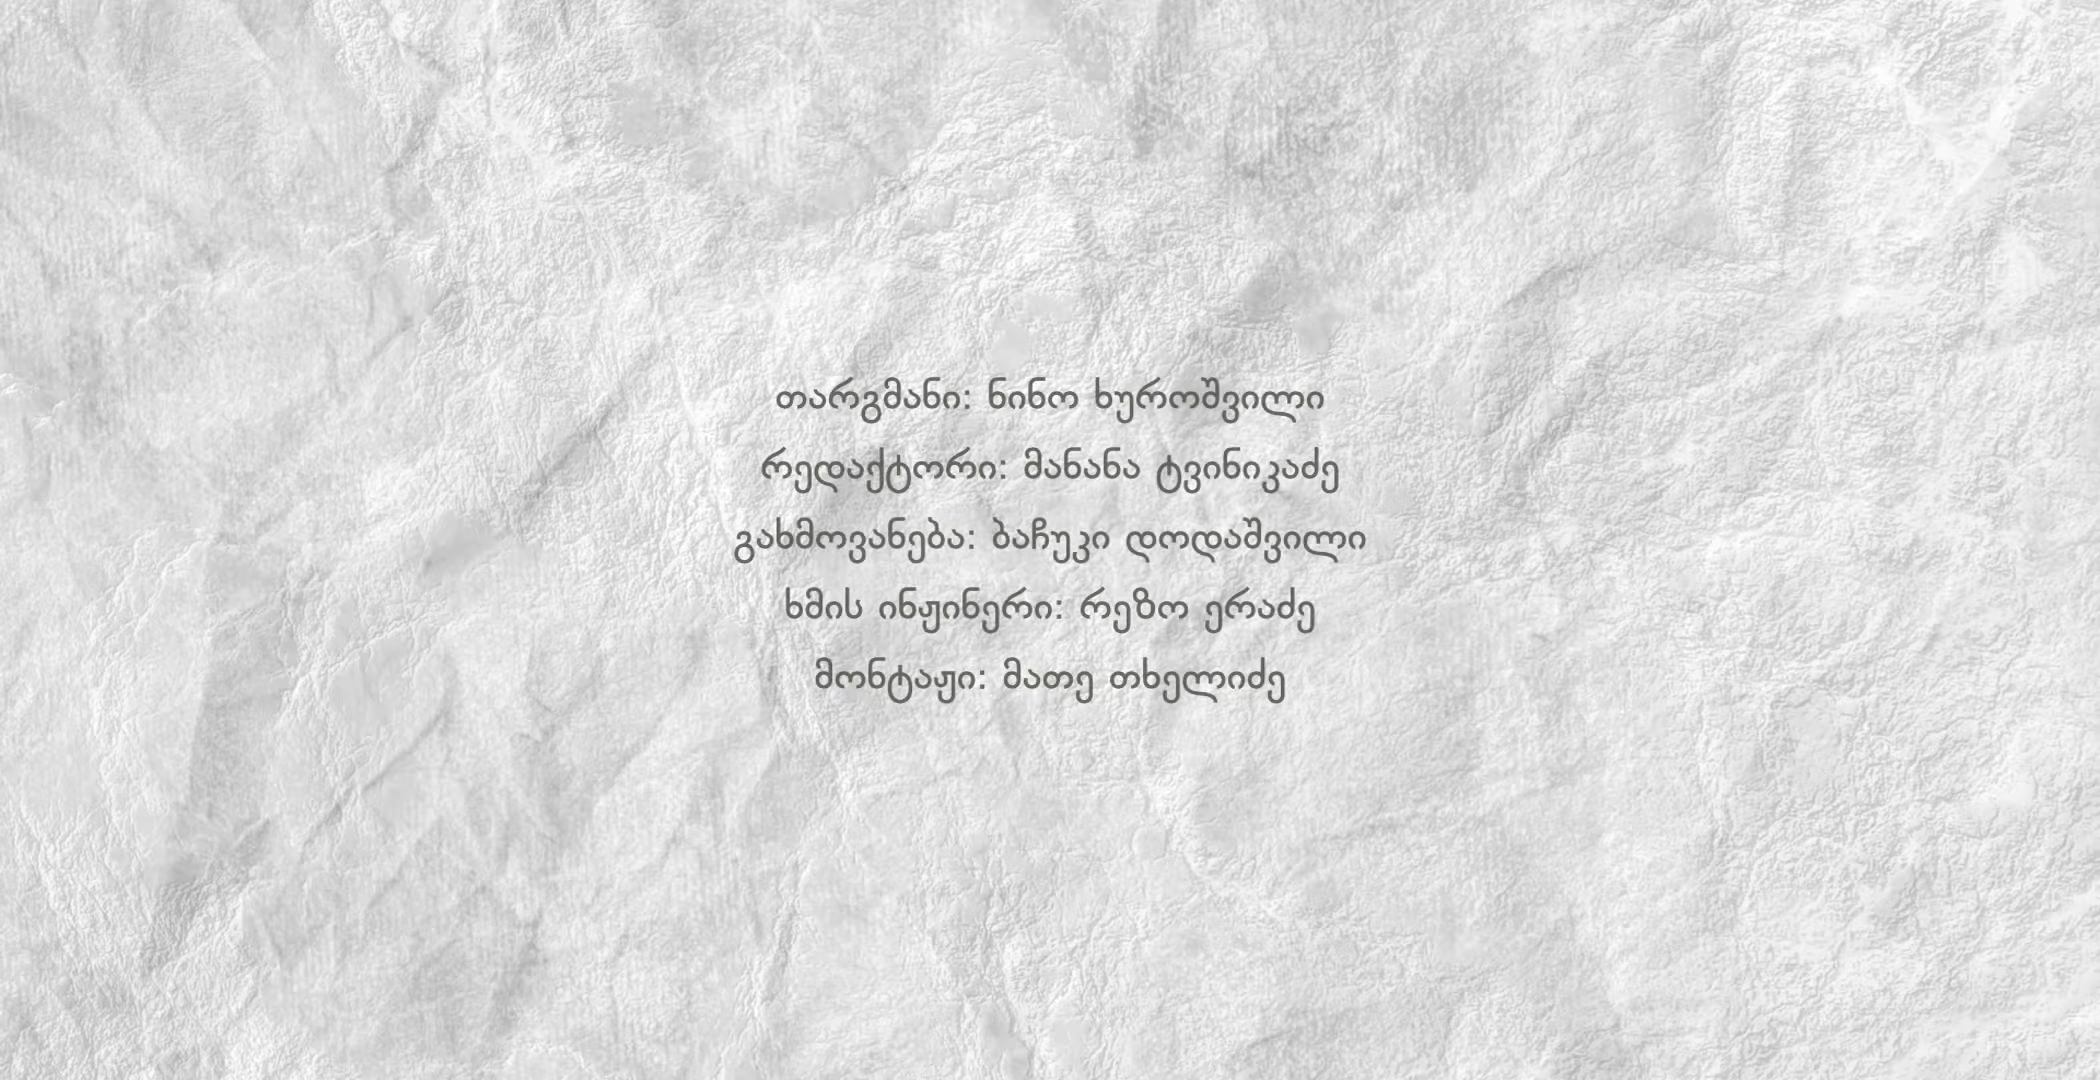 თარგმანი: ნინო ხუროშვილი
რედაქტორი: მანანა ტვინიკაძე
გახმოვანება: ბაჩუკი დოდაშვილი
ხმის ინჟინერი: რეზო ერაძე
მონტაჟი: მათე თხელიძე